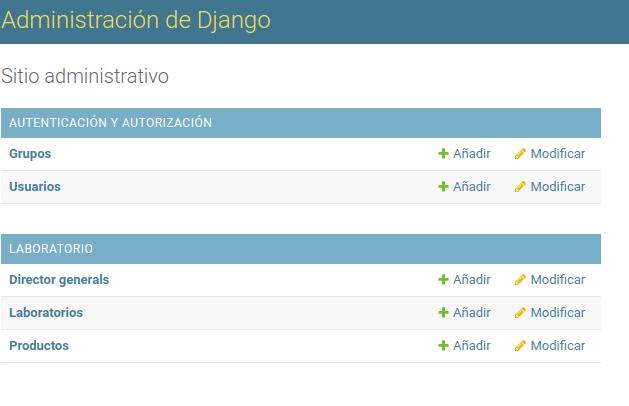 Administración de Django
Sitio administrativo
AUTENTICACIÓN Y AUTORIZACIÓN
Grupos Añadir Modificar
Usuarios Añadir Modificar
LABORATORIO
Director generals Añadir Modificar
Laboratorios Añadir Modificar
Productos Añadir Modificar